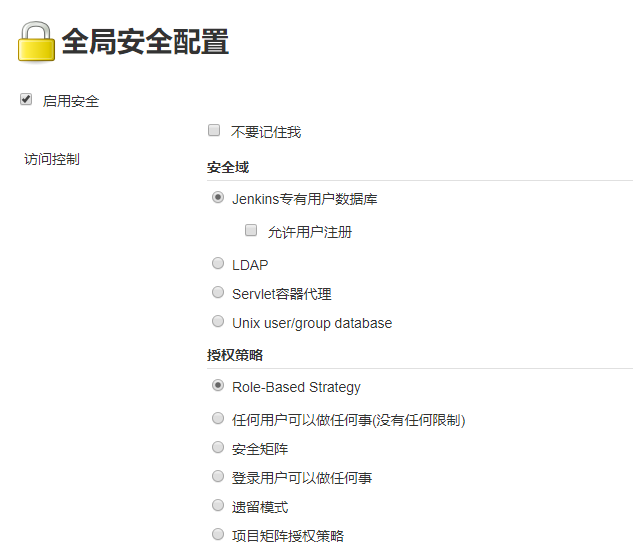 全局安全配置
启用安全
不要记住我
访问控制
安全域
Jenkins专有用户数据库
允许用户注册
LDAP
Servlet容器代理
Unix user/group database
授权策略
Role-Based Strategy
任何用户可以做任何事(没有任何限制)
安全矩阵
登录用户可以做任何事
遗留模式
项目矩阵授权策略